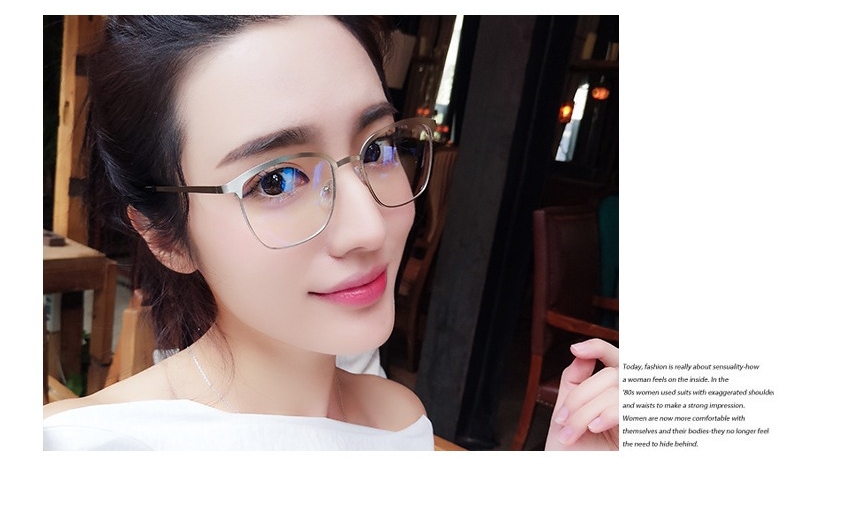 Today, fashion is really about sensuality-how
a woman feels on the inside. In the
'80s women used suits with exaggerated shoulder
and waists to make a strong impression.
Women are now more comfortable with
themselves and their bodies-they no longer feel
the need to hide behind.